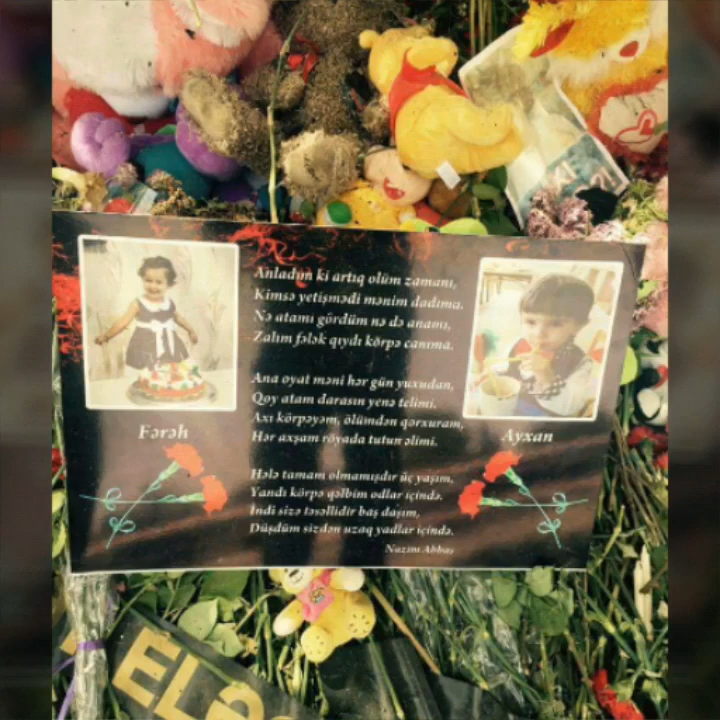 Anladım ki artıq ölüm zamanı,
Kimsə yetişmədi mənim dadıma.
Nə atamı gördüm nə də anamı,
Zalım fələk qıydı körpə canıma.
Ana oyat məni hər gün yuxudan,
Qoy atam darasın yenə telimi.
Axı körpəyəm, ölümdən qorxuram,
Hər axşam röyada tutun əlimi.
Hələ tamam olmamışdır üç yaşım,
Yandı körpə qəlbim odlar içində.
İndi sizə təsəllidir baş daşım,
Düşdüm sizdən uzaq yadlar içində.
Nazim Abbas
Fərəh
Ayxan